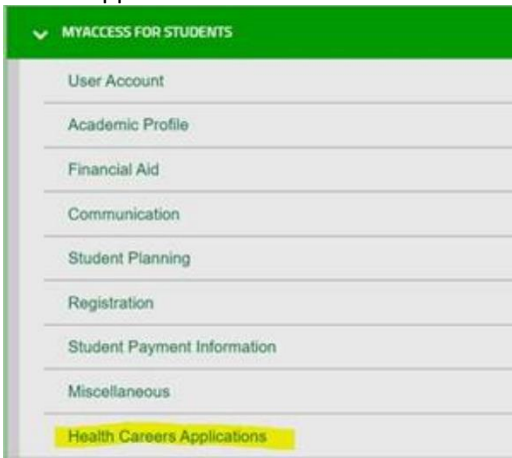 MYACCESS FOR STUDENTS
User Account
Academic Profile
Financial Aid
Communication
Student Planning
Registration
Student Payment Information
Miscellaneous
Health Careers Applications